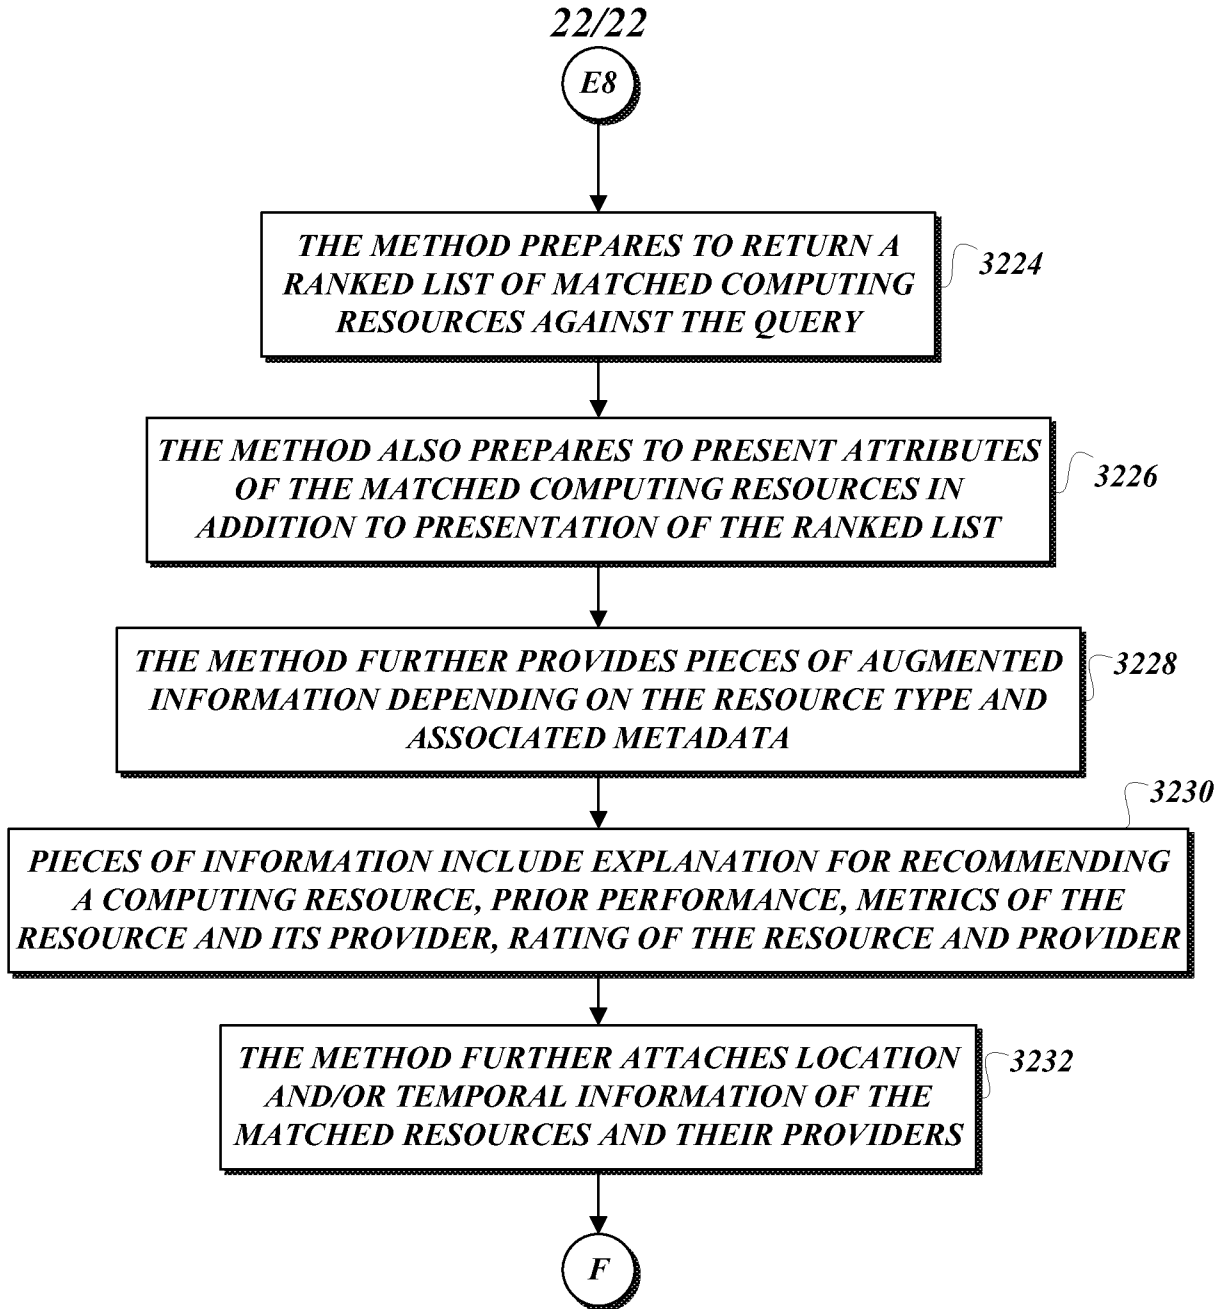 22/22
E8
THE METHOD PREPARES TO RETURN A
RANKED LIST OF MATCHED COMPUTING
RESOURCES AGAINST THE QUERY
3224
THE METHOD ALSO PREPARES TO PRESENT ATTRIBUTES
OF THE MATCHED COMPUTING RESOURCES IN
ADDITION TO PRESENTATION OF THE RANKED LIST
3226
THE METHOD FURTHER PROVIDES PIECES OF AUGMENTED
INFORMATION DEPENDING ON THE RESOURCE TYPE AND
ASSOCIATED METADATA
3228
3230
PIECES OF INFORMATION INCLUDE EXPLANATION FOR RECOMMENDING
A COMPUTING RESOURCE, PRIOR PERFORMANCE, METRICS OF THE
RESOURCE AND ITS PROVIDER, RATING OF THE RESOURCE AND PROVIDER
THE METHOD FURTHER ATTACHES LOCATION
AND/OR TEMPORAL INFORMATION OF THE
MATCHED RESOURCES AND THEIR PROVIDERS
3232
F